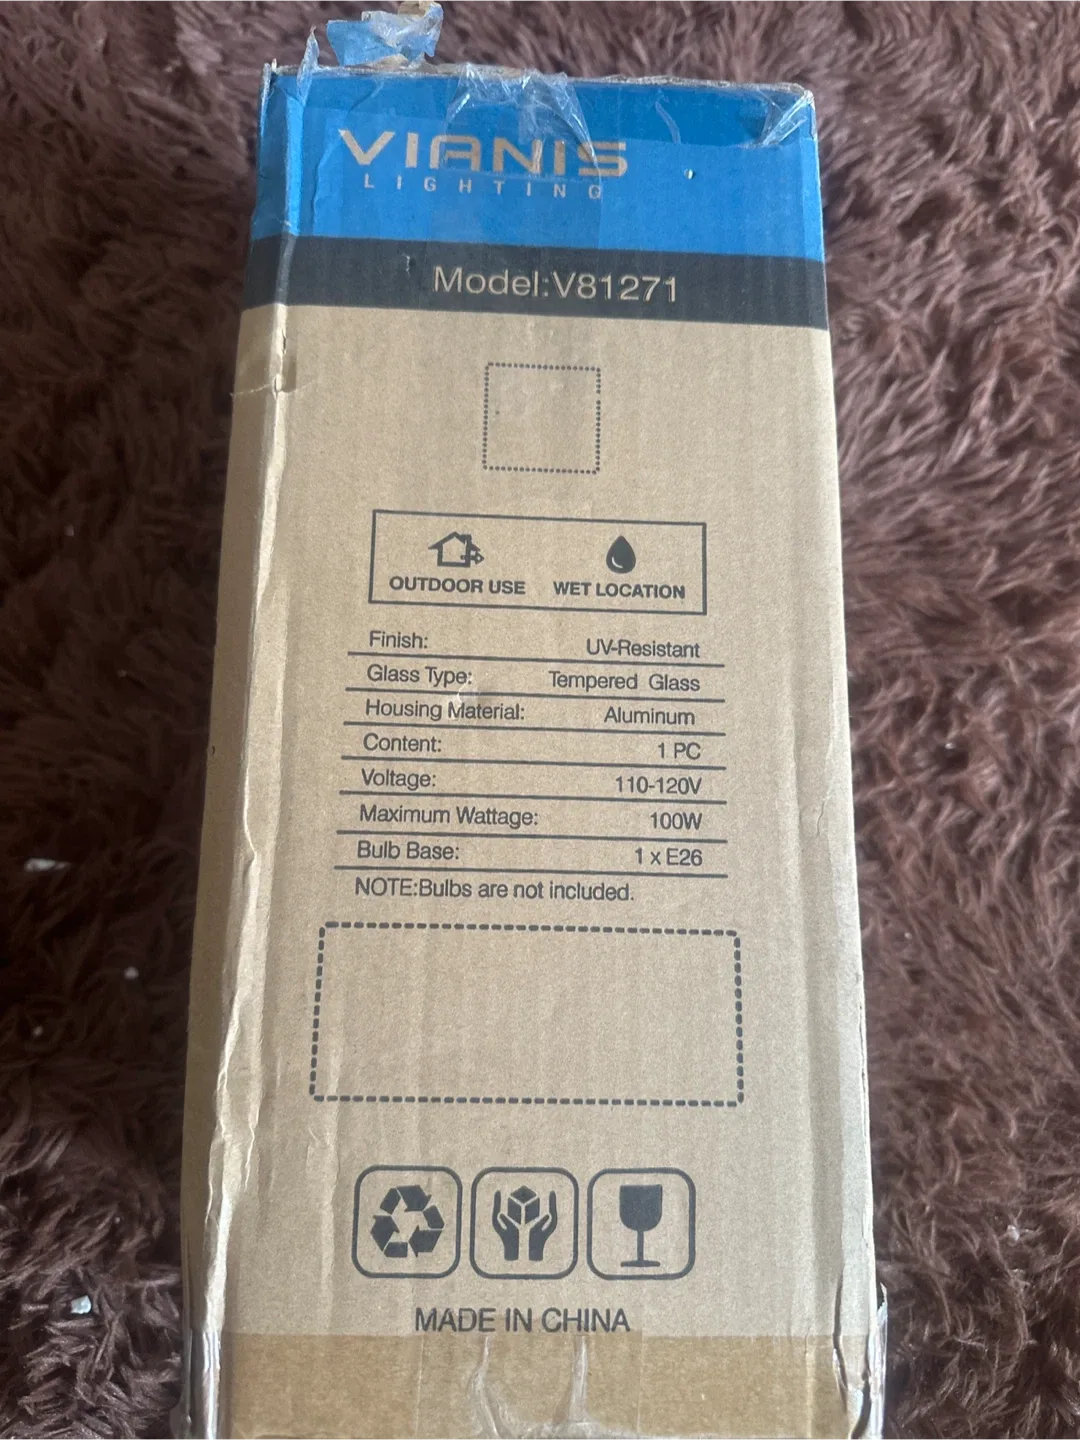 VIANIS
LIGHTING
Model:V81271
OUTDOOR USE WET LOCATION
Finish: UV-Resistant
Glass Type: Tempered Glass
Housing Material: Aluminum
Content: 1 PC
Voltage: 110-120V
Maximum Wattage: 100W
Bulb Base: 1 x E26
NOTE:Bulbs are not included.
MADE IN CHINA